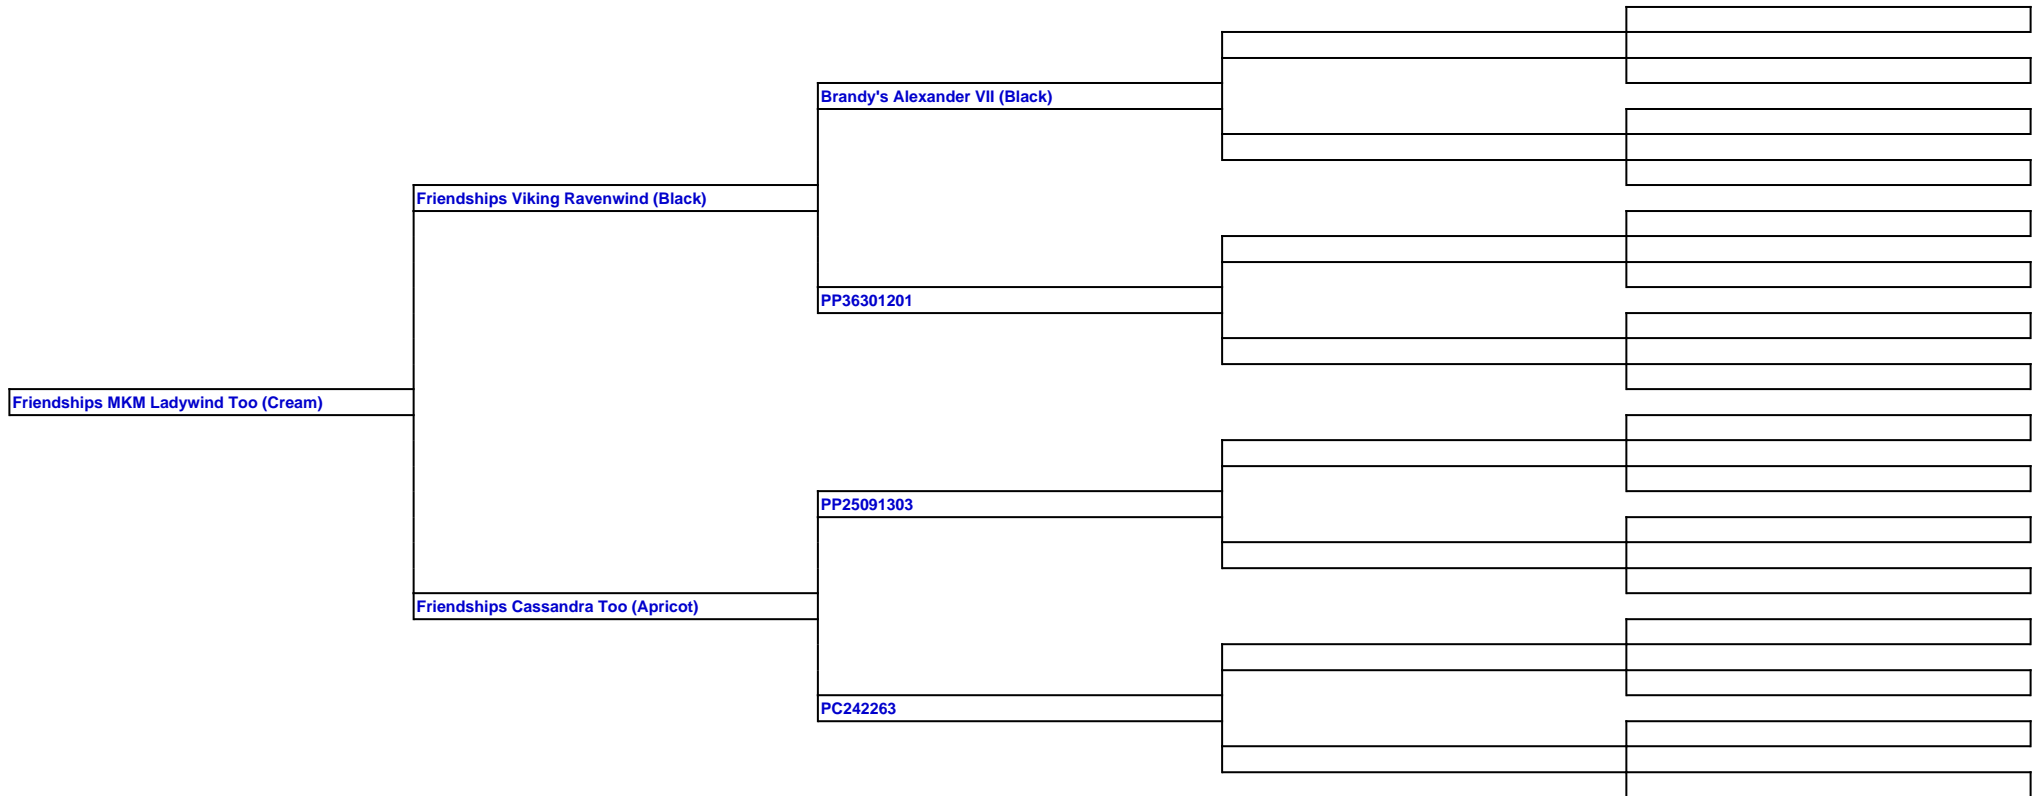 Brandy's Alexander VII (Black)
Friendships Viking Ravenwind (Black)
PP36301201
Friendships MKM Ladywind Too (Cream)
PP25091303
Friendships Cassandra Too (Apricot)
PC242263